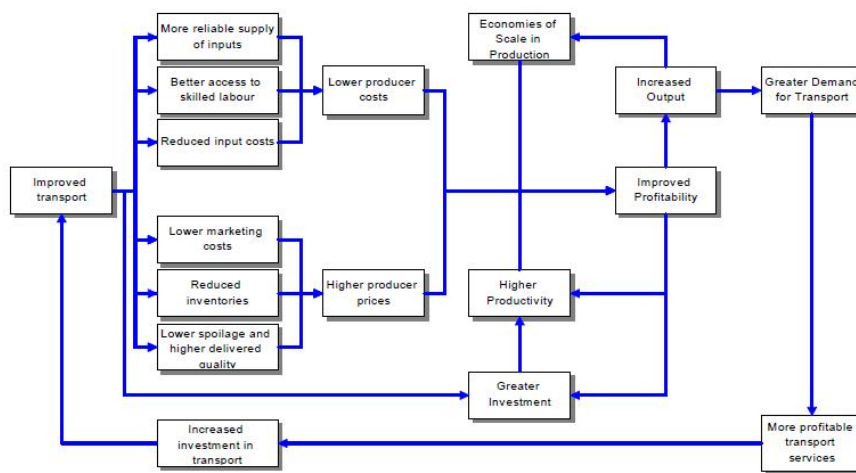 More reliable supply
of inputs
Better access to
skilled labour
Reduced input costs
Lower producer
costs
Economies of
Scale in
Production
Increased
Output
Greater Demand
for Transport
Improved
transport
Improved
Profitability
Lower marketing
costs
Reduced
inventories
Lower spoilage and
higher delivered
quality
Higher producer
prices
Higher
Productivity
Greater
Investment
Increased
investment in
transport
More profitable
transport
services